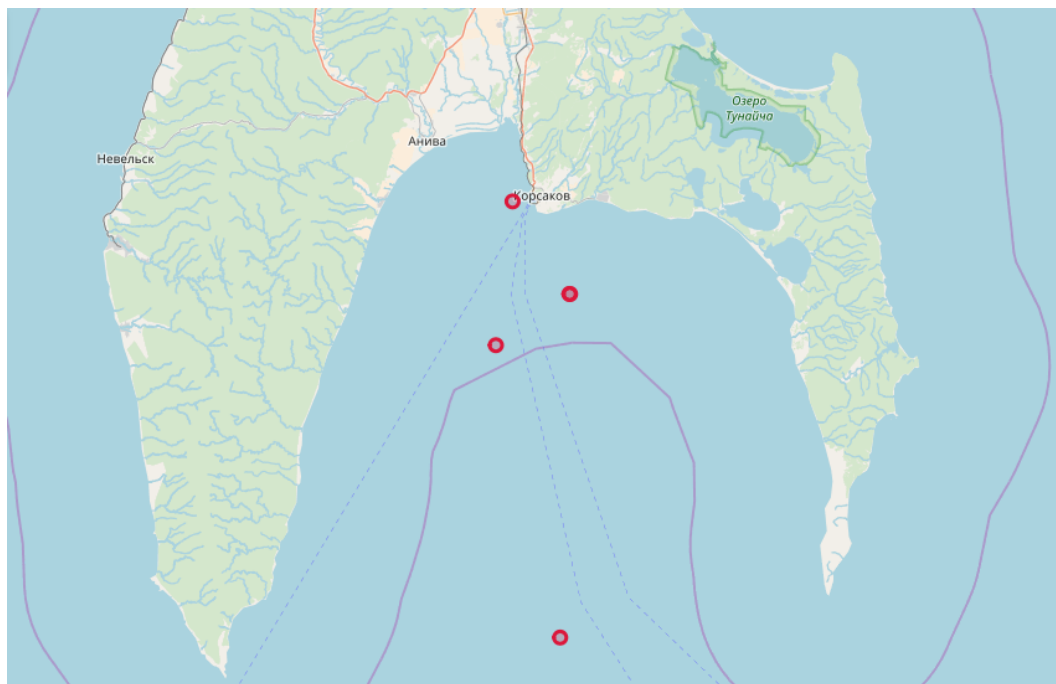 Озеро
Тунайча
Анива
Невельск
Корсаков